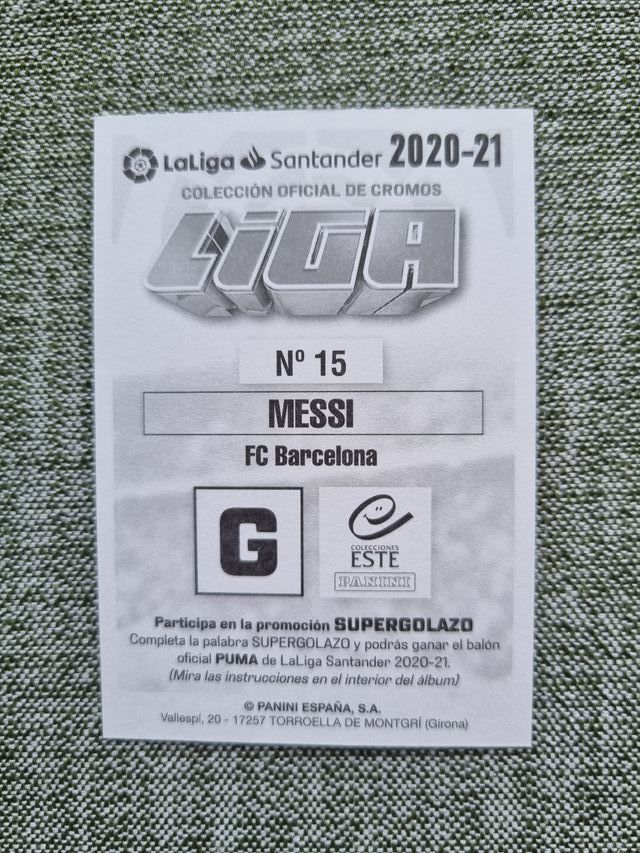 LaLiga Santander 2020-21
COLECCIÓN OFICIAL DE CROMOS
LiGA
Nº 15
MESSI
FC Barcelona
G
COLECCIONES
ESTE
PANINI
Participa en la promoción SUPERGOLAZO
Completa la palabra SUPERGOLAZO y podrás ganar el balón
oficial PUMA de LaLiga Santander 2020-21.
(Mira las instrucciones en el interior del álbum)
© PANINI ESPAÑA, S.A.
Vallespí, 20 - 17257 TORROELLA DE MONTGRÍ (Girona)